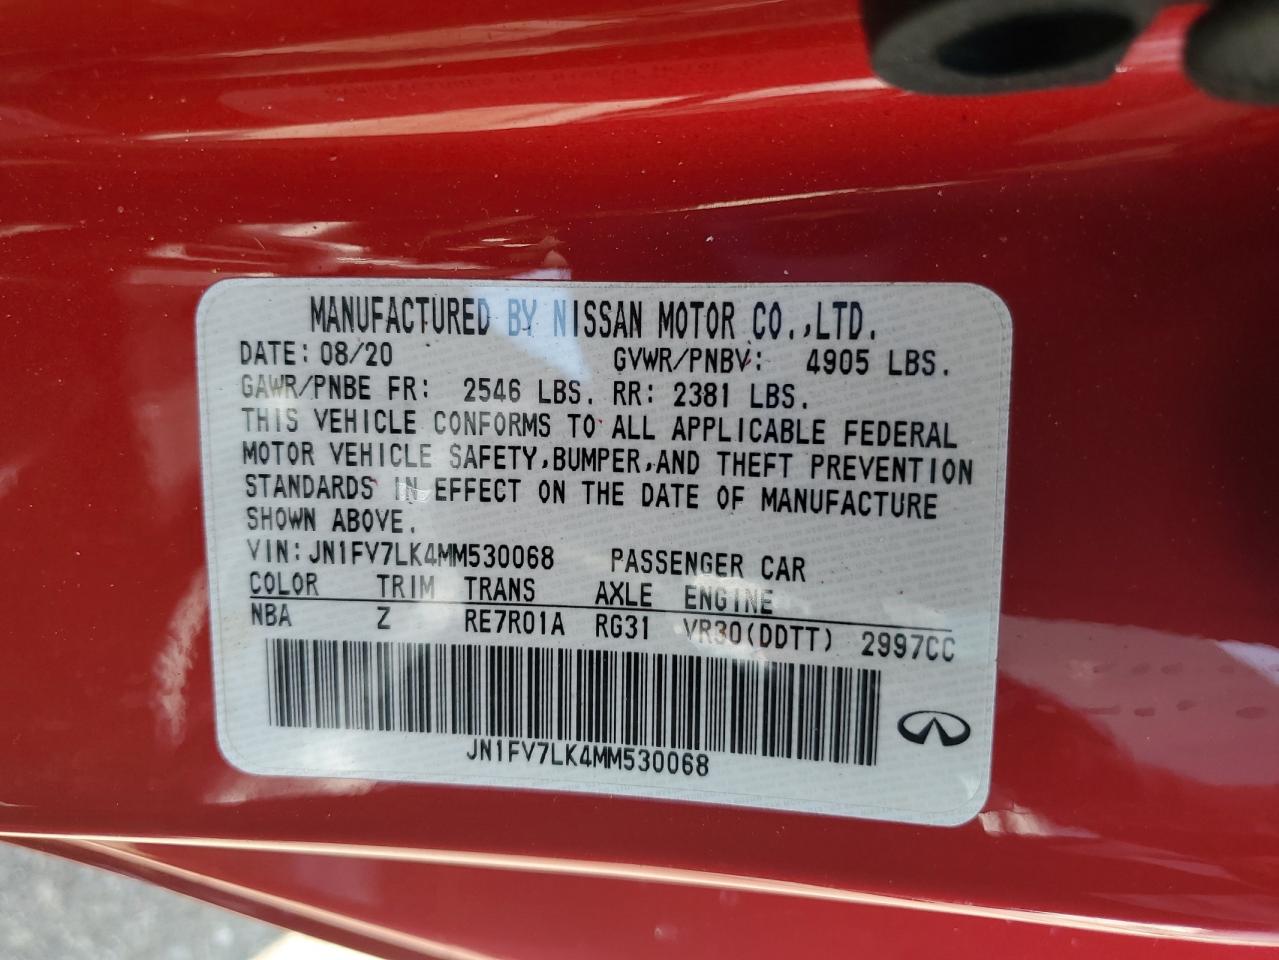 MANUFACTURED BY NISSAN MOTOR CO.,LTD.
DATE: 08/20 GVWR/PNBV: 4905 LBS.
GAWR/PNBE FR: 2546 LBS. RR: 2381 LBS.
THIS VEHICLE CONFORMS TO ALL APPLICABLE FEDERAL
MOTOR VEHICLE SAFETY,BUMPER,AND THEFT PREVENTION
STANDARDS IN EFFECT ON THE DATE OF MANUFACTURE
SHOWN ABOVE.
VIN: JN1FV7LK4MM530068 PASSENGER CAR
COLOR TRIM TRANS AXLE ENGINE
NBA Z RE7R01A RG31 VR30(DDTT) 2997CC
JN1FV7LK4MM530068